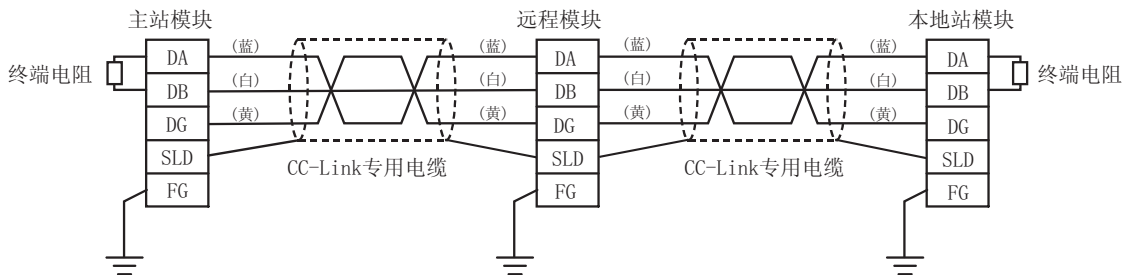 主站模块
远程模块
本地站模块
终端电阻
DA
DB
DG
SLD
FG
(蓝)
(白)
(黄)
CC-Link专用电缆
(蓝)
(白)
(黄)
DA
DB
DG
SLD
FG
(蓝)
(白)
(黄)
CC-Link专用电缆
(蓝)
(白)
(黄)
DA
DB
DG
SLD
FG
终端电阻